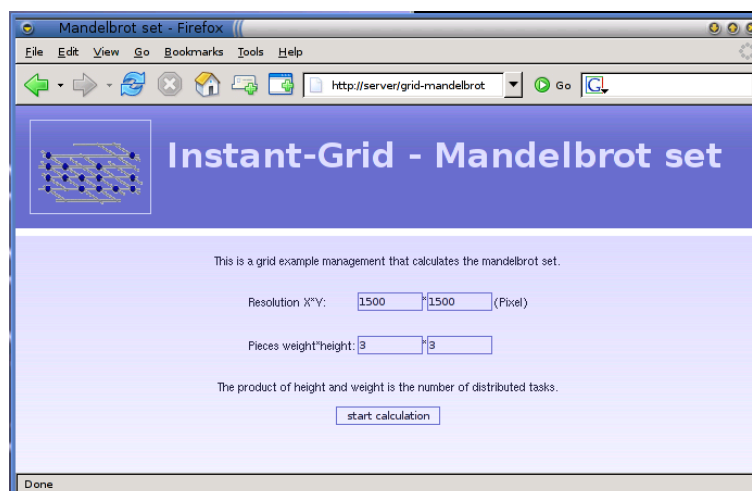 Mandelbrot set - Firefox
File Edit View Go Bookmarks Tools Help
http://server/grid-mandelbrot Go G
Instant-Grid - Mandelbrot set
This is a grid example management that calculates the mandelbrot set.
Resolution X*Y: 1500 * 1500 (Pixel)
Pieces weight*height: 3 * 3
The product of height and weight is the number of distributed tasks.
start calculation
Done